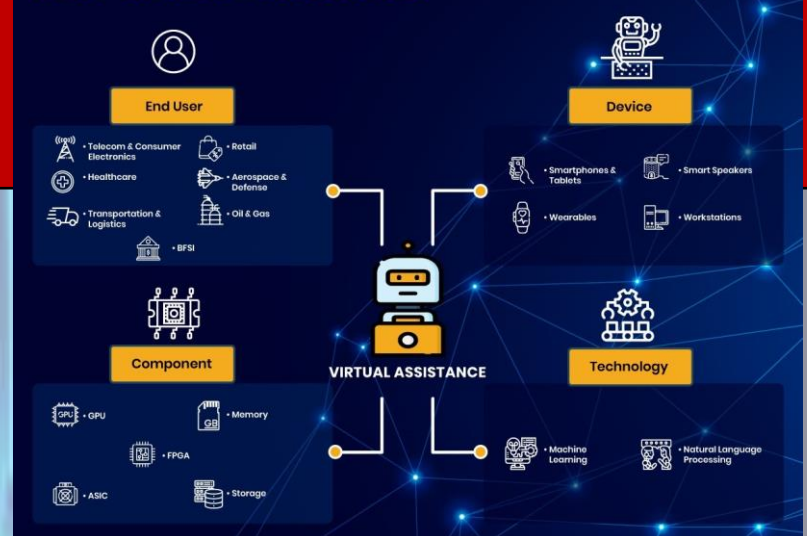 End User
• Telecom & Consumer
Electronics
• Retail
• Healthcare
• Aerospace &
Defense
• Transportation &
Logistics
• Oil & Gas
• BFSI
Device
• Smartphones &
Tablets
• Smart Speakers
• Wearables
• Workstations
VIRTUAL ASSISTANCE
Component
GPU • GPU
GB • Memory
• FPGA
• ASIC
• Storage
Technology
• Machine
Learning
• Natural Language
Processing